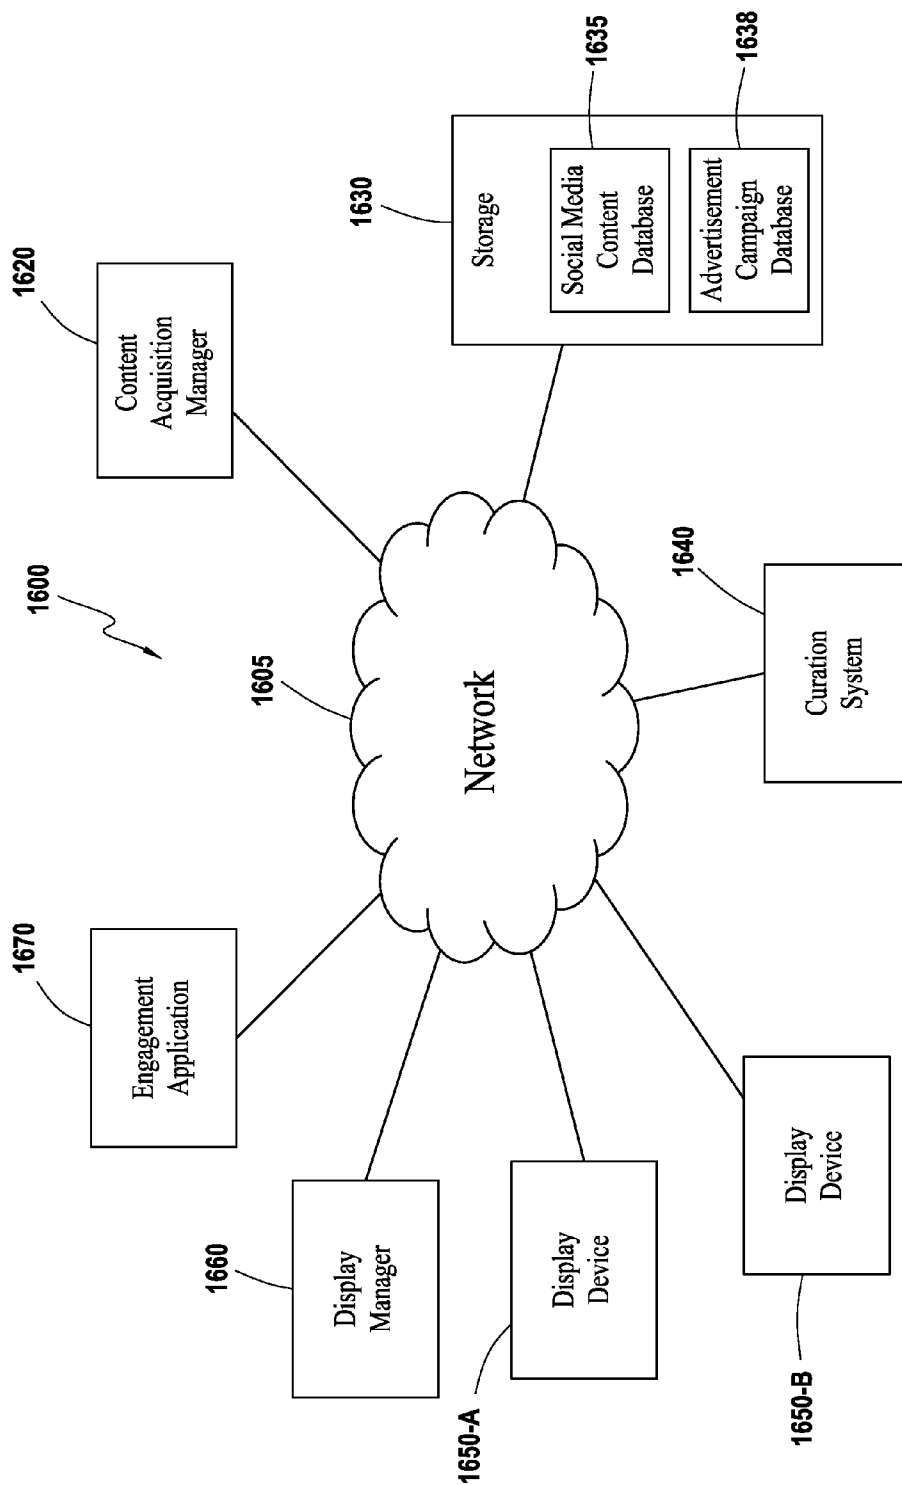 1600
1670
Engagement
Application
1620
Content
Acquisition
Manager
1660
Display
Manager
1605
Network
1630
Storage
1635
Social Media
Content
Database
1638
Advertisement
Campaign
Database
1650-A
Display
Device
1650-B
Display
Device
1640
Curation
System